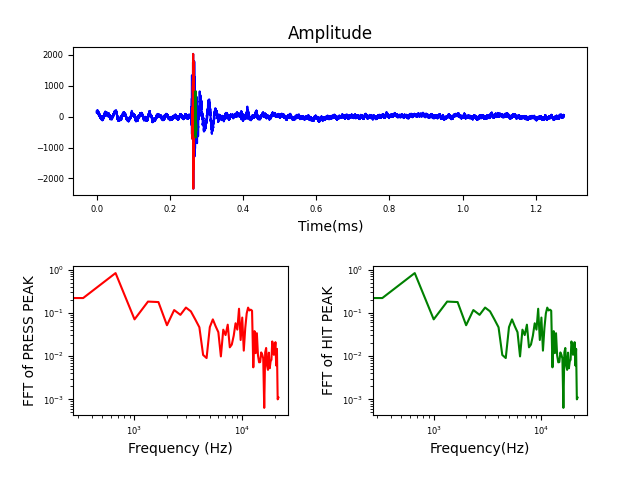 Amplitude
2000
1000
0
−1000
−2000
0.0 0.2 0.4 0.6 0.8 1.0 1.2
Time(ms)
FFT of PRESS PEAK
10⁰
10⁻¹
10⁻²
10⁻³
10³ 10⁴
Frequency (Hz)
FFT of HIT PEAK
10⁰
10⁻¹
10⁻²
10⁻³
10³ 10⁴
Frequency(Hz)